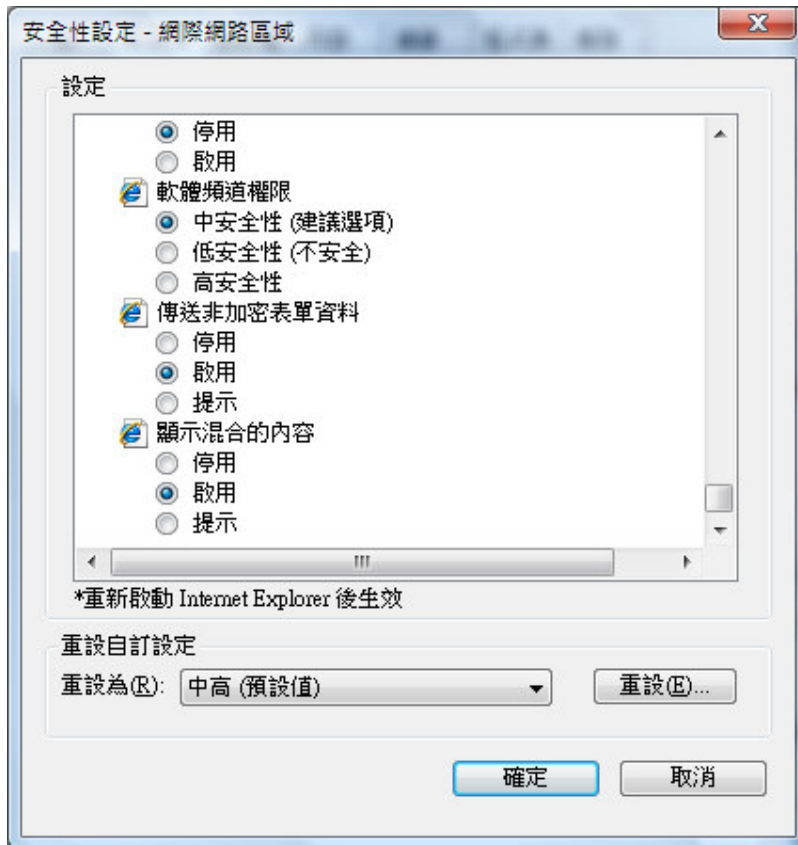 安全性設定 - 網際網路區域
設定
停用
啟用
軟體頻道權限
中安全性 (建議選項)
低安全性 (不安全)
高安全性
傳送非加密表單資料
停用
啟用
提示
顯示混合的內容
停用
啟用
提示
*重新啟動 Internet Explorer 後生效
重設自訂設定
重設為(R): 中高 (預設值) 重設(E)...
確定 取消